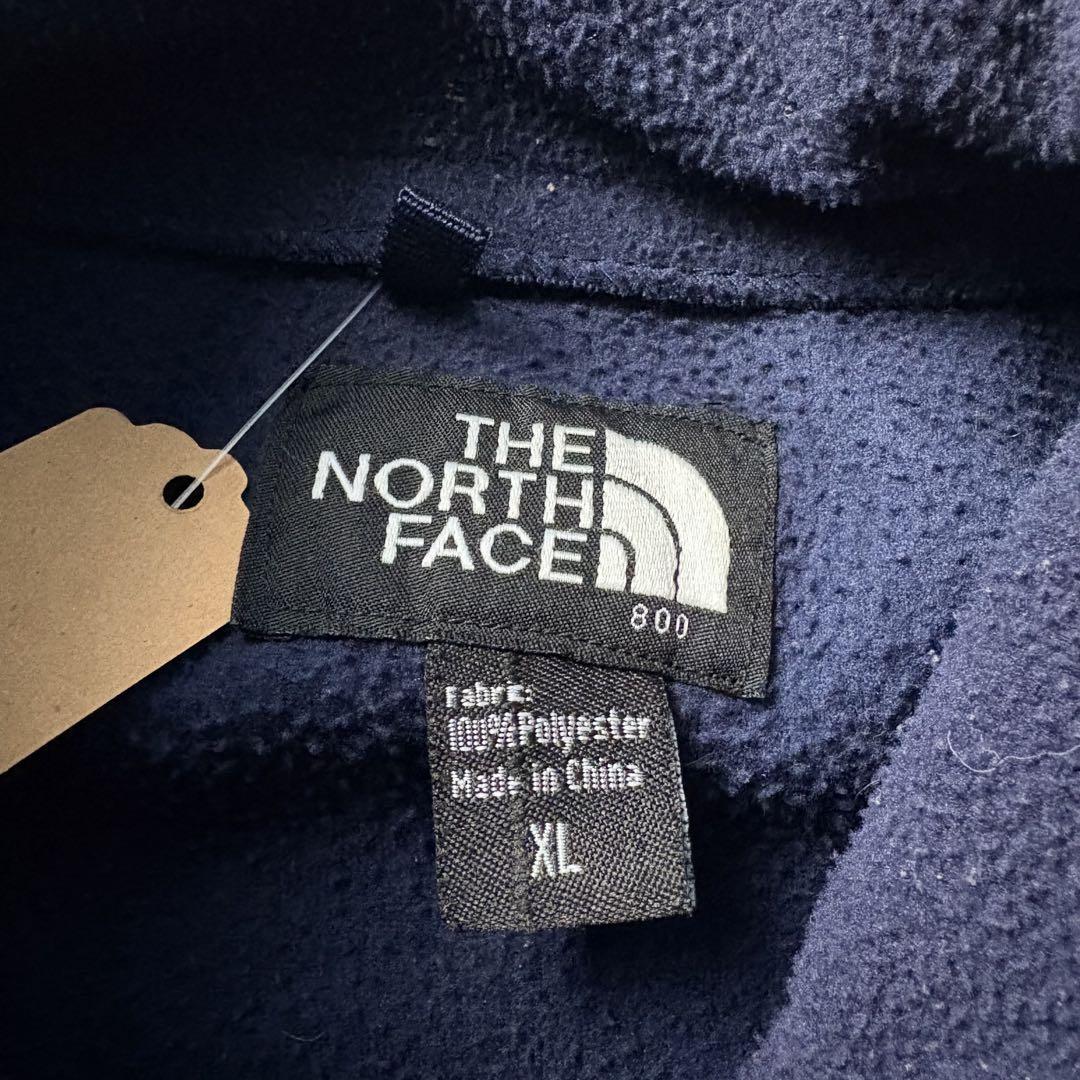 THE
NORTH
FACE
800
Fabric:
100% Polyester
Made in China
XL